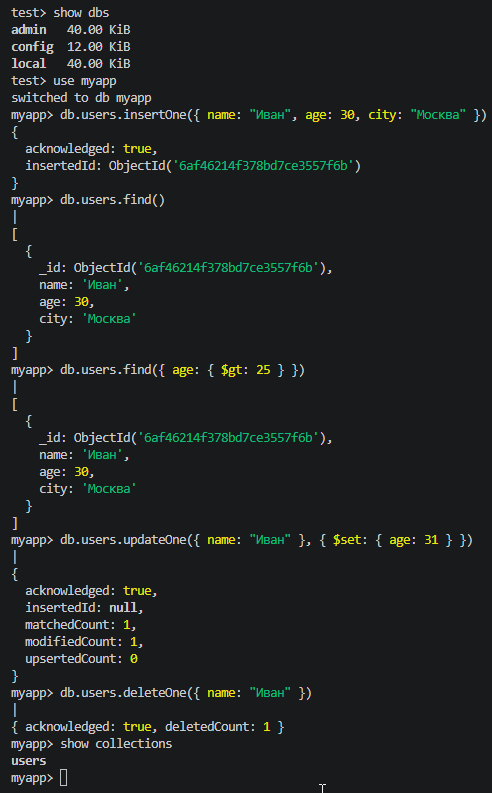 test> show dbs
admin   40.00 KiB
config  12.00 KiB
local   40.00 KiB
test> use myapp
switched to db myapp
myapp> db.users.insertOne({ name: "Иван", age: 30, city: "Москва" })
{
  acknowledged: true,
  insertedId: ObjectId('6af46214f378bd7ce3557f6b')
}
myapp> db.users.find()
|
[
  {
    _id: ObjectId('6af46214f378bd7ce3557f6b'),
    name: 'Иван',
    age: 30,
    city: 'Москва'
  }
]
myapp> db.users.find({ age: { $gt: 25 } })
|
[
  {
    _id: ObjectId('6af46214f378bd7ce3557f6b'),
    name: 'Иван',
    age: 30,
    city: 'Москва'
  }
]
myapp> db.users.updateOne({ name: "Иван" }, { $set: { age: 31 } })
|
{
  acknowledged: true,
  insertedId: null,
  matchedCount: 1,
  modifiedCount: 1,
  upsertedCount: 0
}
myapp> db.users.deleteOne({ name: "Иван" })
|
{ acknowledged: true, deletedCount: 1 }
myapp> show collections
users
myapp>